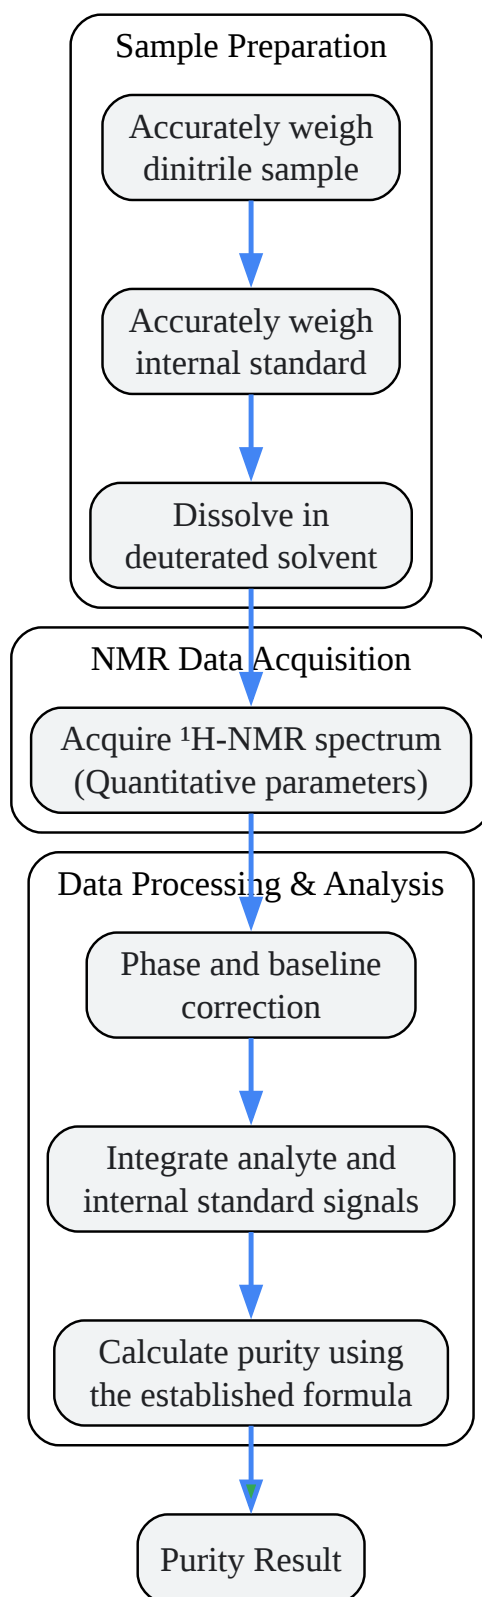 Sample Preparation
Accurately weigh
dinitrile sample
Accurately weigh
internal standard
Dissolve in
deuterated solvent
NMR Data Acquisition
Acquire ¹H-NMR spectrum
(Quantitative parameters)
Data Processing & Analysis
Phase and baseline
correction
Integrate analyte and
internal standard signals
Calculate purity using
the established formula
Purity Result